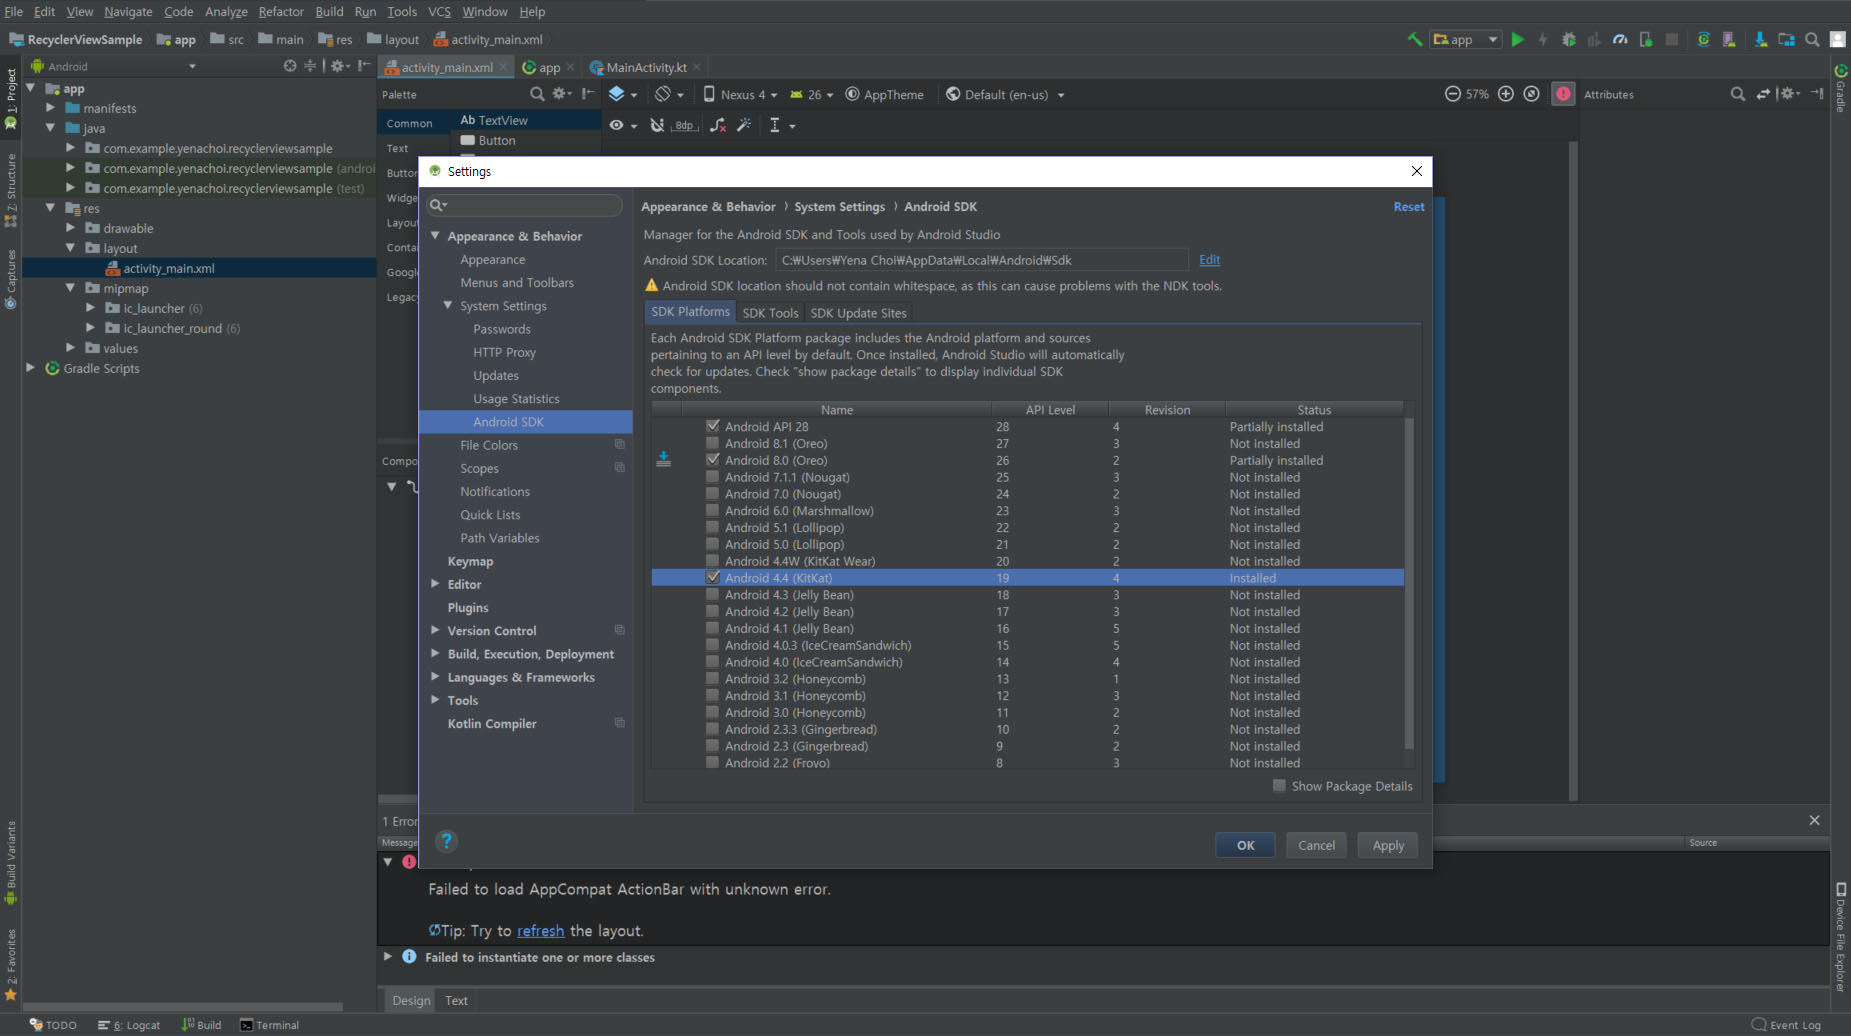 File Edit View Navigate Code Analyze Refactor Build Run Tools VCS Window Help
RecyclerViewSample app src main res layout activity_main.xml
app
Android
activity_main.xml app MainActivity.kt
1: Project
Z: Structure
Captures
Build Variants
2: Favorites
app
manifests
java
com.example.yenachoi.recyclerviewsample
com.example.yenachoi.recyclerviewsample (androi
com.example.yenachoi.recyclerviewsample (test)
res
drawable
layout
activity_main.xml
mipmap
ic_launcher (6)
ic_launcher_round (6)
values
Gradle Scripts
Palette
Common
Text
Button
Widge
Layou
Conta
Google
Legacy
Ab TextView
Button
Compo
Nexus 4 26 AppTheme Default (en-us)
57%
8dp
Attributes
Gradle
Device File Explorer
Settings
Appearance & Behavior
Appearance
Menus and Toolbars
System Settings
Passwords
HTTP Proxy
Updates
Usage Statistics
Android SDK
File Colors
Scopes
Notifications
Quick Lists
Path Variables
Keymap
Editor
Plugins
Version Control
Build, Execution, Deployment
Languages & Frameworks
Tools
Kotlin Compiler
Appearance & Behavior › System Settings › Android SDK
Reset
Manager for the Android SDK and Tools used by Android Studio
Android SDK Location: C:₩Users₩Yena Choi₩AppData₩Local₩Android₩Sdk Edit
Android SDK location should not contain whitespace, as this can cause problems with the NDK tools.
SDK Platforms SDK Tools SDK Update Sites
Each Android SDK Platform package includes the Android platform and sources
pertaining to an API level by default. Once installed, Android Studio will automatically
check for updates. Check "show package details" to display individual SDK
components.
Name API Level Revision Status
Android API 28 28 4 Partially installed
Android 8.1 (Oreo) 27 3 Not installed
Android 8.0 (Oreo) 26 2 Partially installed
Android 7.1.1 (Nougat) 25 3 Not installed
Android 7.0 (Nougat) 24 2 Not installed
Android 6.0 (Marshmallow) 23 3 Not installed
Android 5.1 (Lollipop) 22 2 Not installed
Android 5.0 (Lollipop) 21 2 Not installed
Android 4.4W (KitKat Wear) 20 2 Not installed
Android 4.4 (KitKat) 19 4 Installed
Android 4.3 (Jelly Bean) 18 3 Not installed
Android 4.2 (Jelly Bean) 17 3 Not installed
Android 4.1 (Jelly Bean) 16 5 Not installed
Android 4.0.3 (IceCreamSandwich) 15 5 Not installed
Android 4.0 (IceCreamSandwich) 14 4 Not installed
Android 3.2 (Honeycomb) 13 1 Not installed
Android 3.1 (Honeycomb) 12 3 Not installed
Android 3.0 (Honeycomb) 11 2 Not installed
Android 2.3.3 (Gingerbread) 10 2 Not installed
Android 2.3 (Gingerbread) 9 2 Not installed
Android 2.2 (Froyo) 8 3 Not installed
Show Package Details
OK Cancel Apply
1 Error
Message
Source
Failed to load AppCompat ActionBar with unknown error.
Tip: Try to refresh the layout.
Failed to instantiate one or more classes
Design Text
TODO 6: Logcat Build Terminal
Event Log